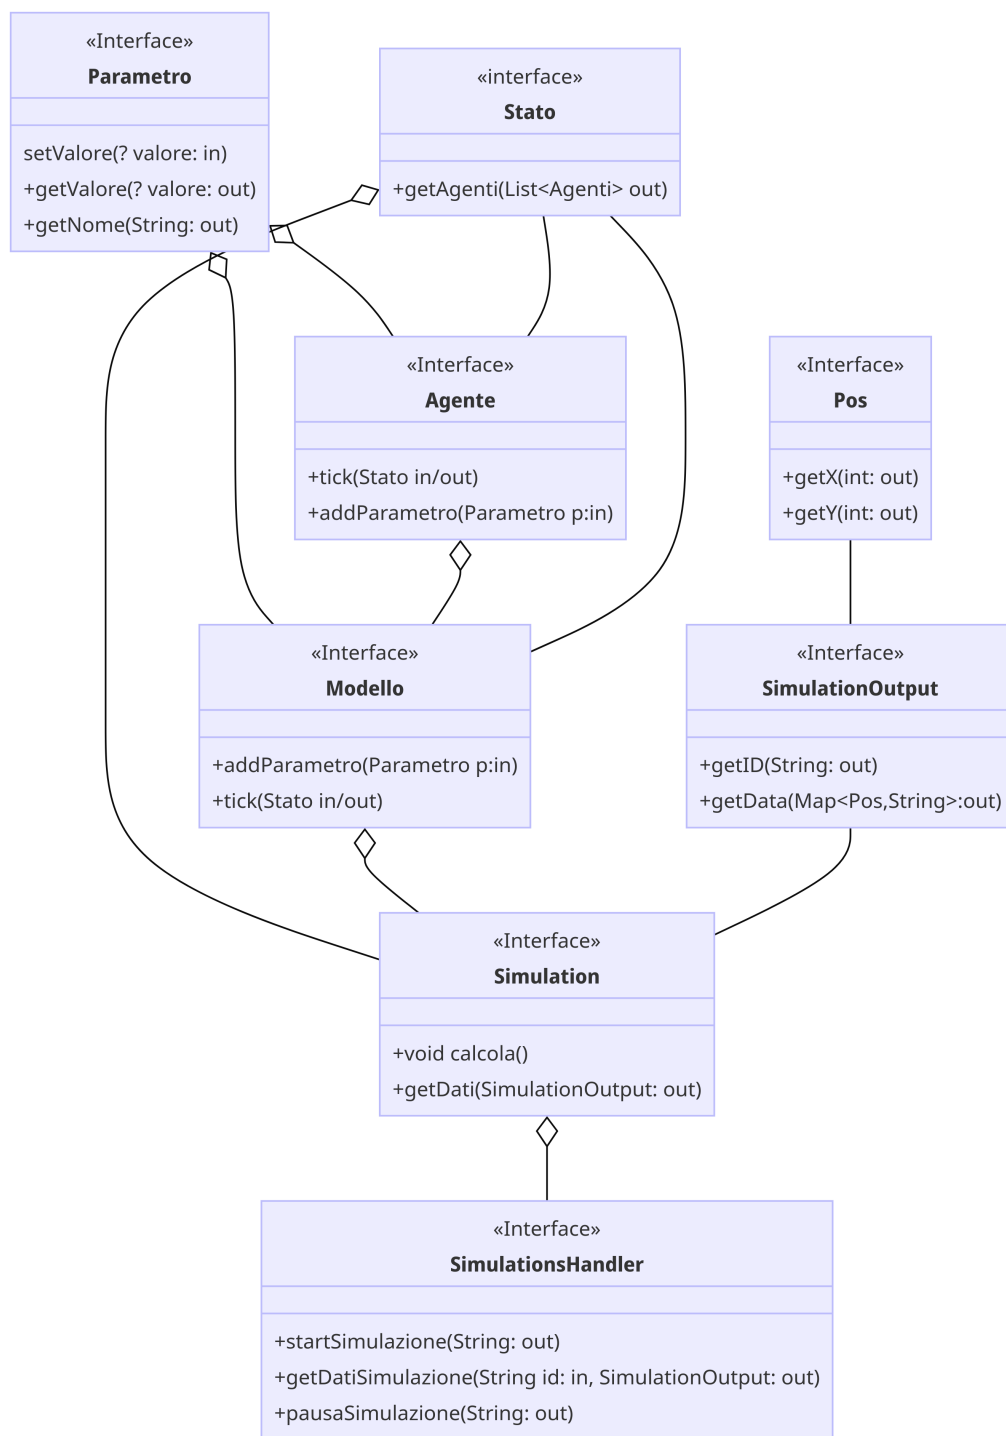 «Interface»
Parametro
setValore(? valore: in)
+getValore(? valore: out)
+getNome(String: out)
«interface»
Stato
+getAgenti(List<Agenti> out)
«Interface»
Agente
+tick(Stato in/out)
+addParametro(Parametro p:in)
«Interface»
Pos
+getX(int: out)
+getY(int: out)
«Interface»
Modello
+addParametro(Parametro p:in)
+tick(Stato in/out)
«Interface»
SimulationOutput
+getID(String: out)
+getData(Map<Pos,String>:out)
«Interface»
Simulation
+void calcola()
+getDati(SimulationOutput: out)
«Interface»
SimulationsHandler
+startSimulazione(String: out)
+getDatiSimulazione(String id: in, SimulationOutput: out)
+pausaSimulazione(String: out)